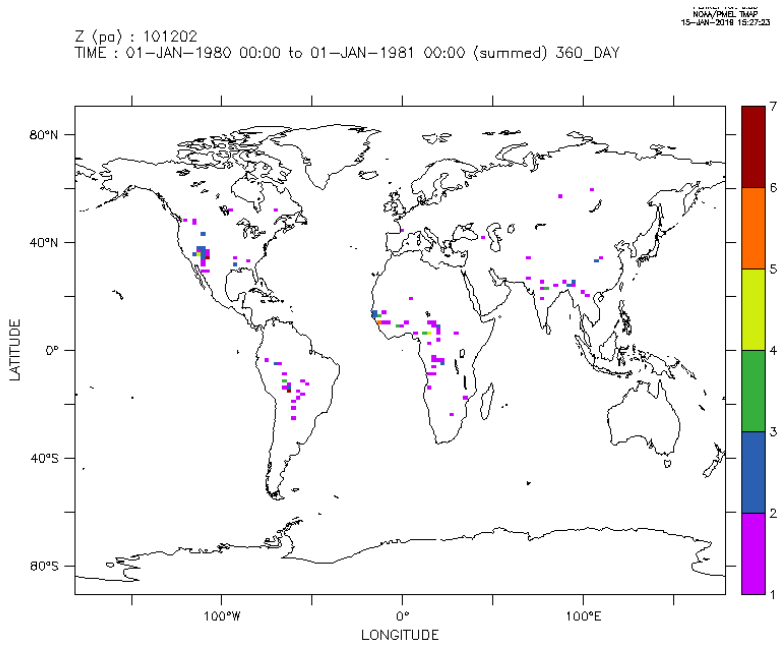 NOAA/PMEL TMAP
15-JAN-2019 15:27:23
Z (pa) : 101202
TIME : 01-JAN-1980 00:00 to 01-JAN-1981 00:00 (summed) 360_DAY
80°N
40°N
0°
40°S
80°S
LATITUDE
100°W
0°
100°E
LONGITUDE
7
6
5
4
3
2
1